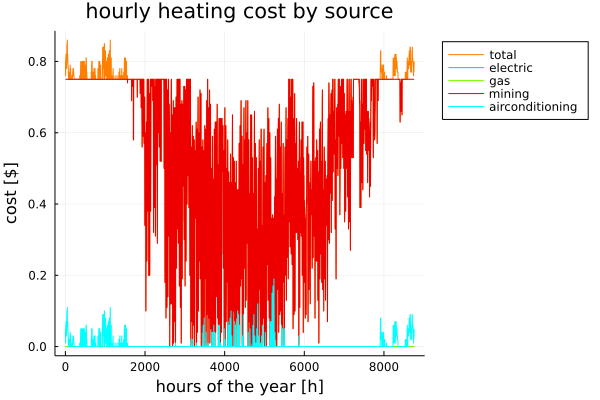 hourly heating cost by source
cost [$]
0.8
0.6
0.4
0.2
0.0
0 2000 4000 6000 8000
hours of the year [h]
total
electric
gas
mining
airconditioning